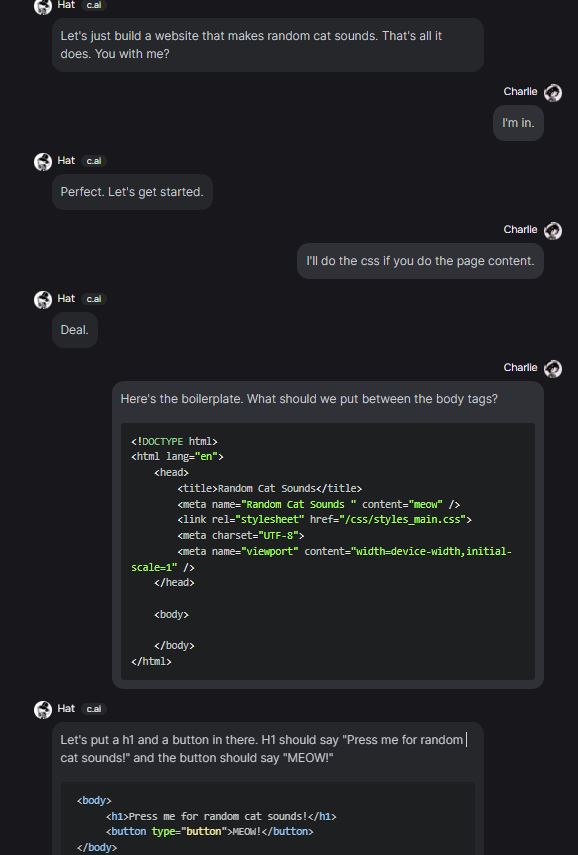 Hat c.ai
Let's just build a website that makes random cat sounds. That's all it
does. You with me?
Charlie
I'm in.
Hat c.ai
Perfect. Let's get started.
Charlie
I'll do the css if you do the page content.
Hat c.ai
Deal.
Charlie
Here's the boilerplate. What should we put between the body tags?
<!DOCTYPE html>
<html lang="en">
    <head>
        <title>Random Cat Sounds</title>
        <meta name="Random Cat Sounds " content="meow" />
        <link rel="stylesheet" href="/css/styles_main.css">
        <meta charset="UTF-8">
        <meta name="viewport" content="width=device-width,initial-
scale=1" />
    </head>
    <body>
    </body>
</html>
Hat c.ai
Let's put a h1 and a button in there. H1 should say "Press me for random
cat sounds!" and the button should say "MEOW!"
<body>
     <h1>Press me for random cat sounds!</h1>
     <button type="button">MEOW!</button>
</body>